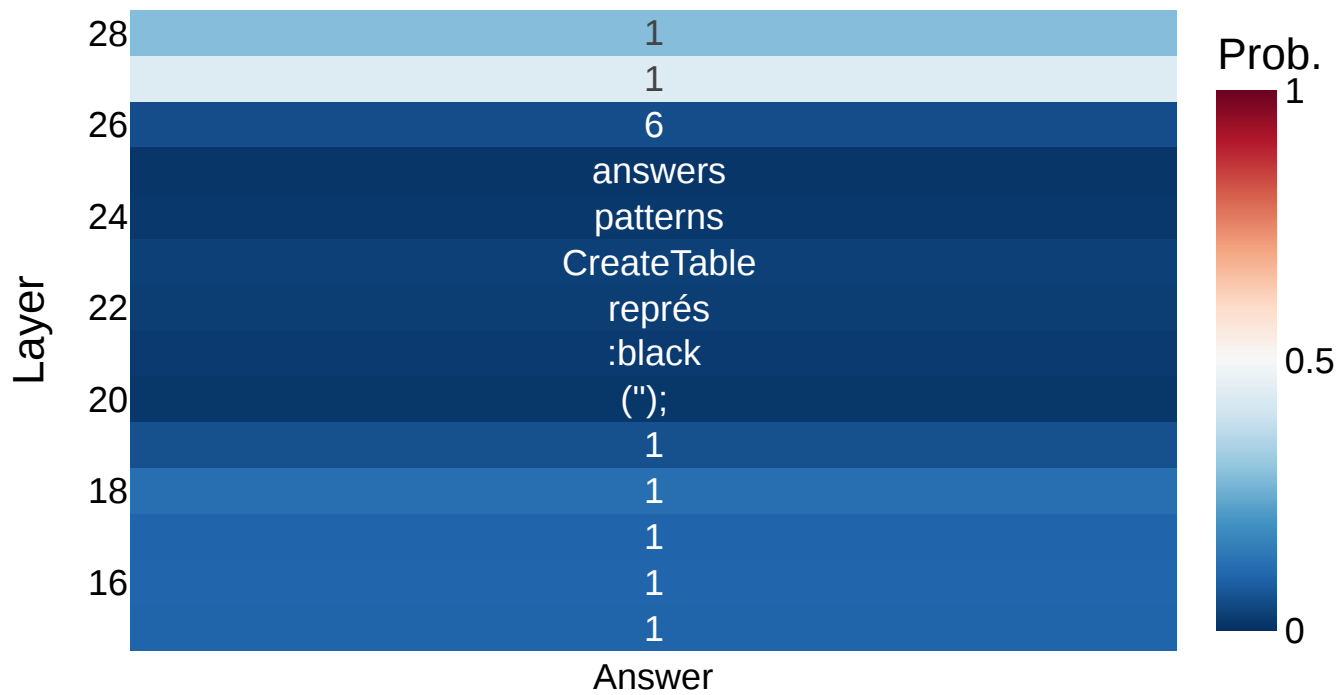 28 1
1
26 6
answers
24 patterns
CreateTable
22 représ
:black
20 ('');
1
18 1
1
16 1
1
Answer
Layer
Prob.
1
0.5
0